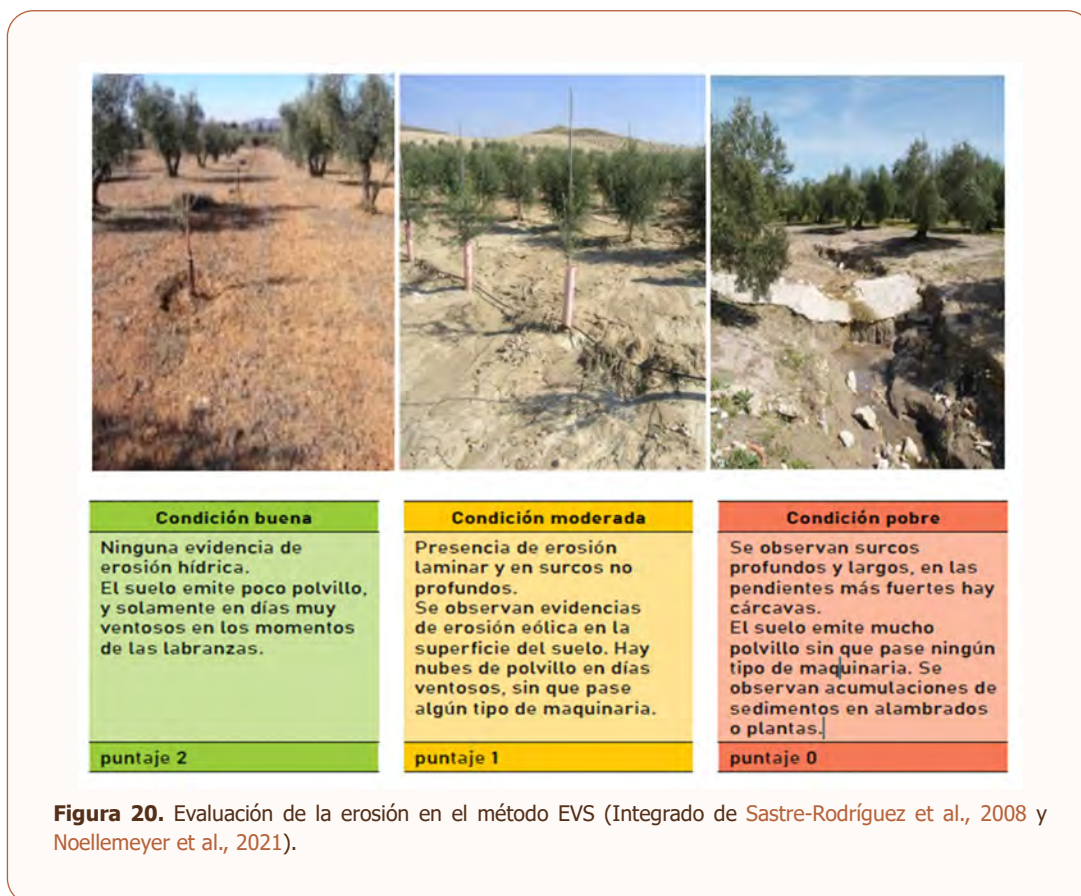 Condición buena
Ninguna evidencia de
erosión hídrica.
El suelo emite poco polvillo,
y solamente en días muy
ventosos en los momentos
de las labranzas.
puntaje 2
Condición moderada
Presencia de erosión
laminar y en surcos no
profundos.
Se observan evidencias
de erosión eólica en la
superficie del suelo. Hay
nubes de polvillo en días
ventosos, sin que pase
algún tipo de maquinaria.
puntaje 1
Condición pobre
Se observan surcos
profundos y largos, en las
pendientes más fuertes hay
cárcavas.
El suelo emite mucho
polvillo sin que pase ningún
tipo de maquinaria. Se
observan acumulaciones de
sedimentos en alambrados
o plantas.
puntaje 0
Figura 20. Evaluación de la erosión en el método EVS (Integrado de Sastre-Rodríguez et al., 2008 y
Noellemeyer et al., 2021).